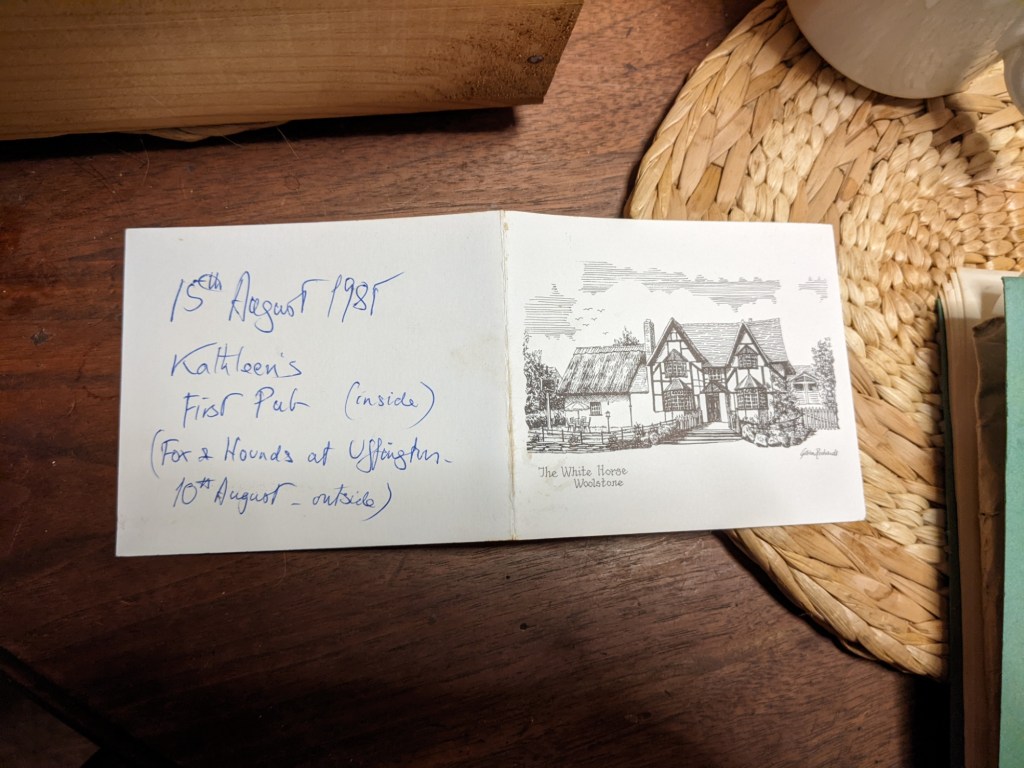 15th August 1985
Kathleen's
First Pub (inside)
(Fox & Hounds at Uffington -
10th August - outside)
The White Horse
Woolstone